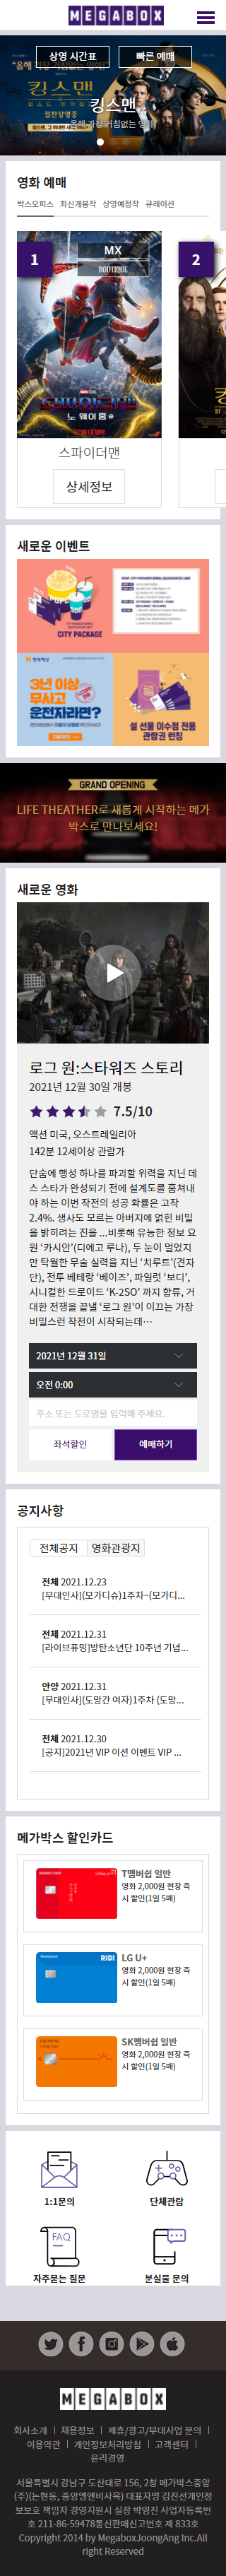 MEGABOX
상영 시간표 빠른 예매
킹스맨
영화 예매
박스오피스 최신개봉작 상영예정작 큐레이션
1
MX
BOUTIQUE
2
스파이더맨
상세정보
새로운 이벤트
CITY PACKAGE
현대해상
3년 이상
무사고
운전자라면?
설 선물 미수정 전용
관람권 런칭
GRAND OPENING
LIFE THEATHER로 새롭게 시작하는 메가
박스로 만나보세요!
새로운 영화
로그 원:스타워즈 스토리
2021년 12월 30일 개봉
7.5/10
액션 미국, 오스트레일리아
142분 12세이상 관람가
단숨에 행성 하나를 파괴할 위력을 지닌 데
스 스타가 완성되기 전에 설계도를 훔쳐내
야 하는 이번 작전의 성공 확률은 고작
2.4%. 생사도 모르는 아버지에 얽힌 비밀
을 밝히려는 진을 ...비롯해 유능한 정보 요
원 ‘카시안’(디에고 루나), 두 눈이 멀었지
만 탁월한 무술 실력을 지닌 ‘치루트’(견자
단), 전투 베테랑 ‘베이즈’, 파일럿 ‘보디’,
시니컬한 드로이드 ‘K-2SO’ 까지 합류, 거
대한 전쟁을 끝낼 ‘로그 원’이 이끄는 가장
비밀스런 작전이 시작되는데…
2021년 12월 31일
오전 0:00
주소 또는 도로명을 입력해 주세요.
좌석할인 예매하기
공지사항
전체공지 영화관광지
전체 2021.12.23
[무대인사](모가디슈)1주차~(모가디...
전체 2021.12.31
[라이브퓨밍]방탄소년단 10주년 기념...
안양 2021.12.31
[무대인사](도망간 여자)1주차 (도망...
전체 2021.12.30
[공지]2021년 VIP 이션 이벤트 VIP ...
메가박스 할인카드
T멤버쉽 일반
영화 2,000원 현장 즉
시 할인(1일 5매)
RIDI
LG U+
영화 2,000원 현장 즉
시 할인(1일 5매)
SK멤버쉽 일반
영화 2,000원 현장 즉
시 할인(1일 5매)
1:1문의 단체관람
FAQ
자주묻는 질문 분실물 문의
MEGABOX
회사소개 | 채용정보 | 제휴/광고/부대사업 문의 |
이용약관 | 개인정보처리방침 | 고객센터 |
윤리경영
서울특별시 강남구 도산대로 156, 2창 메가박스중앙
(주)(논현동, 중앙엠엔비사옥) 대표자명 김진선개인정
보보호 책임자 경영지원시 실장 박영진 사업자등록번
호 211-86-59478통신판매신고번호 제 833호
Copyright 2014 by MegaboxJoongAng Inc.All
right Reserved